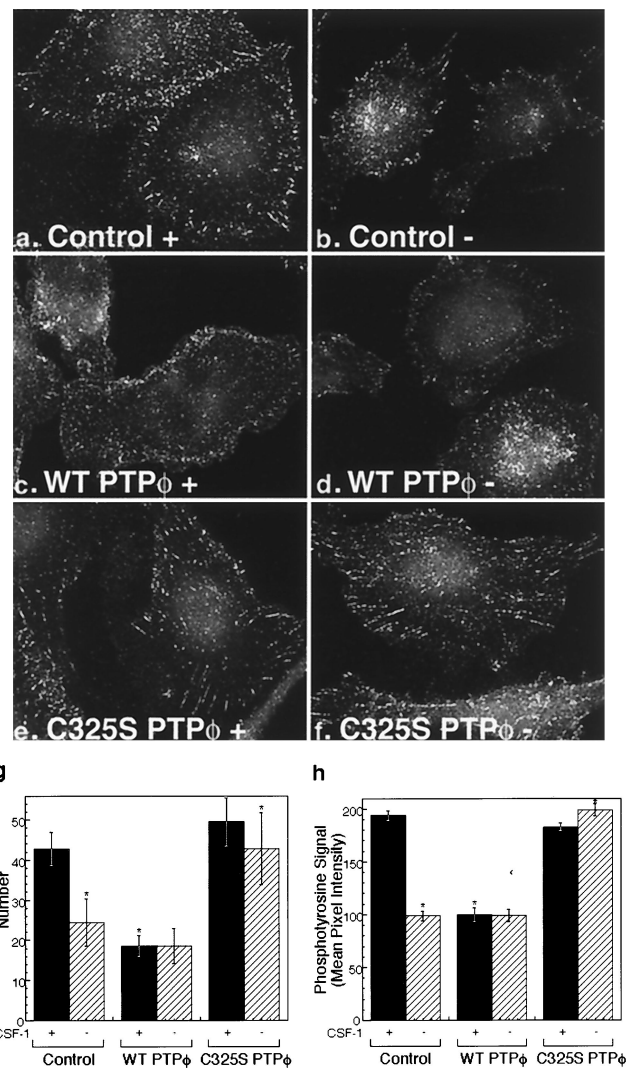 a. Control +
b. Control -
c. WT PTPϕ +
d. WT PTPϕ -
e. C325S PTPϕ +
f. C325S PTPϕ -
g
h
Number
50
40
30
20
10
0
*
*
*
CSF-1
+ - + - + -
Control WT PTPϕ C325S PTPϕ
Phosphotyrosine Signal
(Mean Pixel Intensity)
200
150
100
50
0
*
*
*
CSF-1
+ - + - + -
Control WT PTPϕ C325S PTPϕ